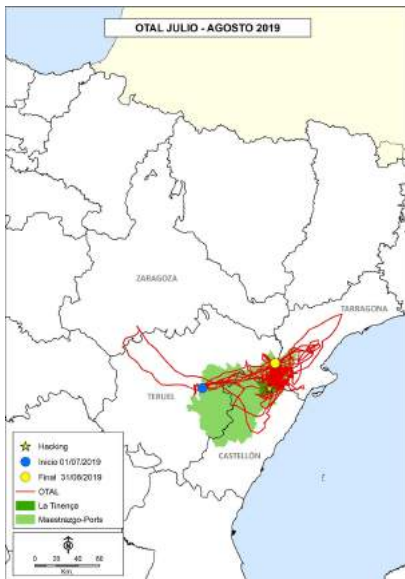 OTAL JULIO - AGOSTO 2019
ZARAGOZA
TARRAGONA
TERUEL
CASTELLÓN
Hacking
Inicio 01/07/2019
Final 31/08/2019
OTAL
La Tinença
Maestrazgo-Ports
N
0 20 40 60
Km.